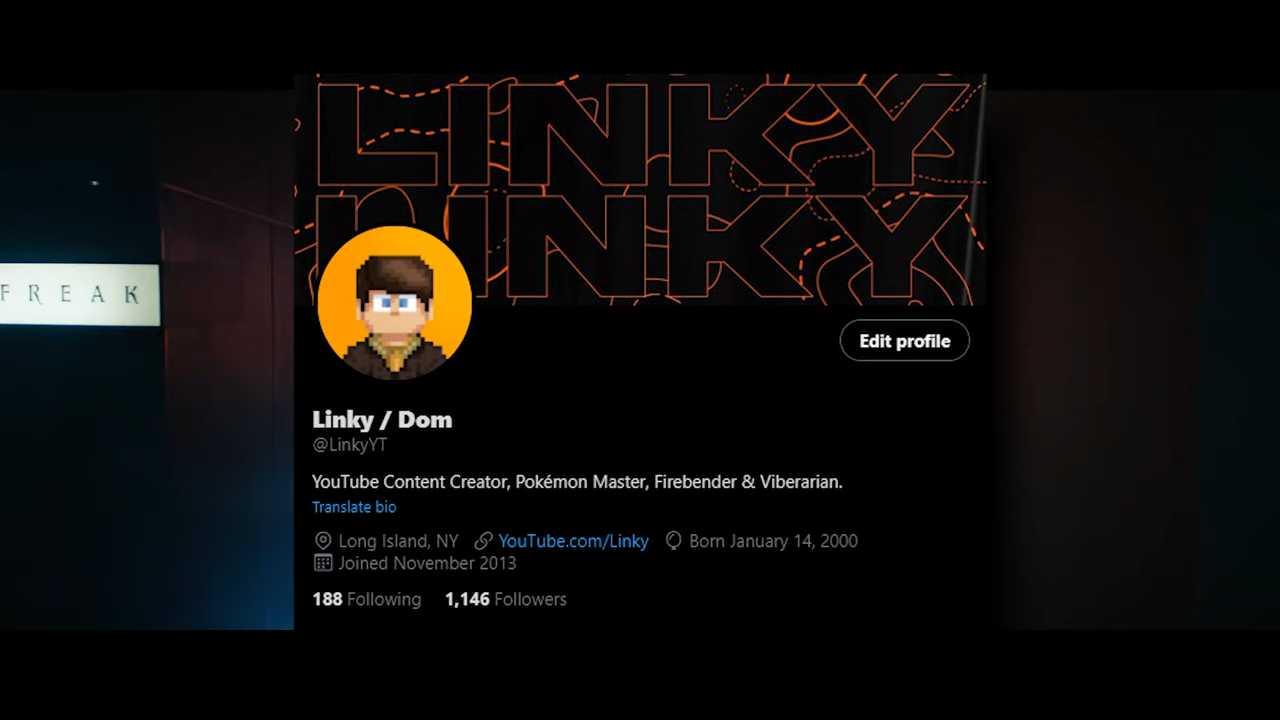 LINKY
LINKY
FREAK
Edit profile
Linky / Dom
@LinkyYT
YouTube Content Creator, Pokémon Master, Firebender & Viberarian.
Translate bio
Long Island, NY YouTube.com/Linky Born January 14, 2000
Joined November 2013
188 Following 1,146 Followers